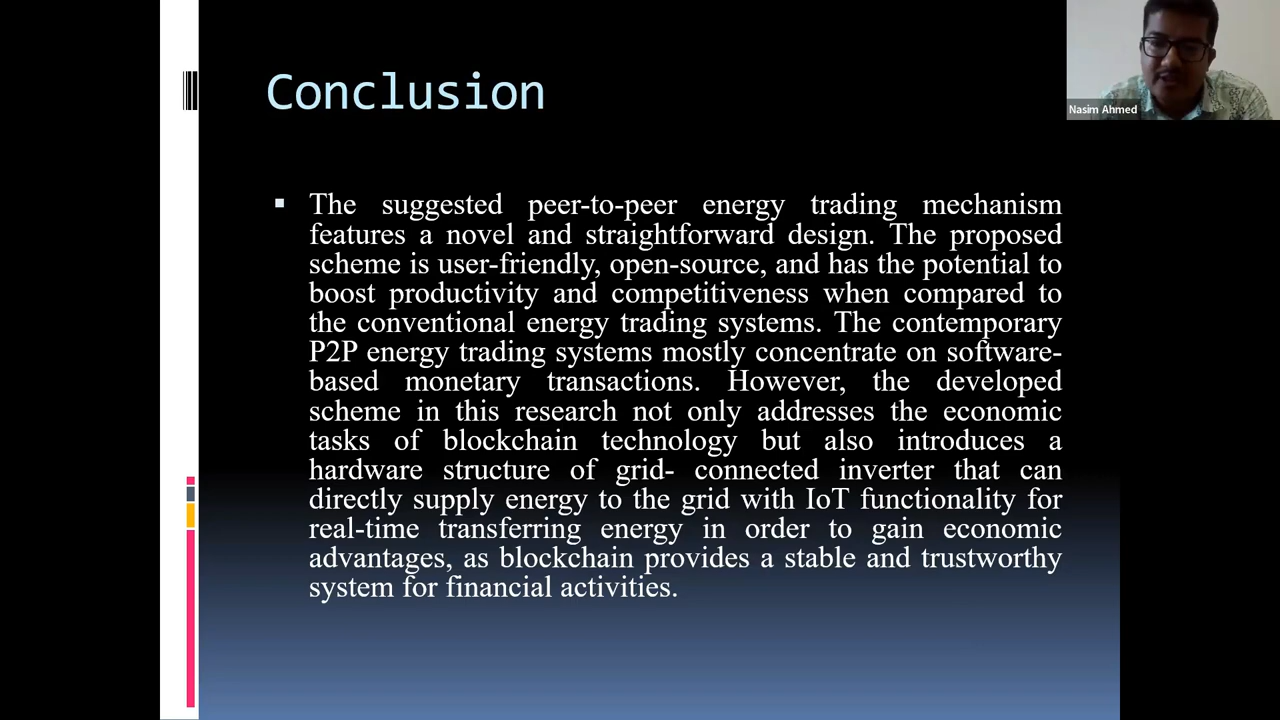 Conclusion
Nasim Ahmed
▪ The suggested peer-to-peer energy trading mechanism
features a novel and straightforward design. The proposed
scheme is user-friendly, open-source, and has the potential to
boost productivity and competitiveness when compared to
the conventional energy trading systems. The contemporary
P2P energy trading systems mostly concentrate on software-
based monetary transactions. However, the developed
scheme in this research not only addresses the economic
tasks of blockchain technology but also introduces a
hardware structure of grid- connected inverter that can
directly supply energy to the grid with IoT functionality for
real-time transferring energy in order to gain economic
advantages, as blockchain provides a stable and trustworthy
system for financial activities.